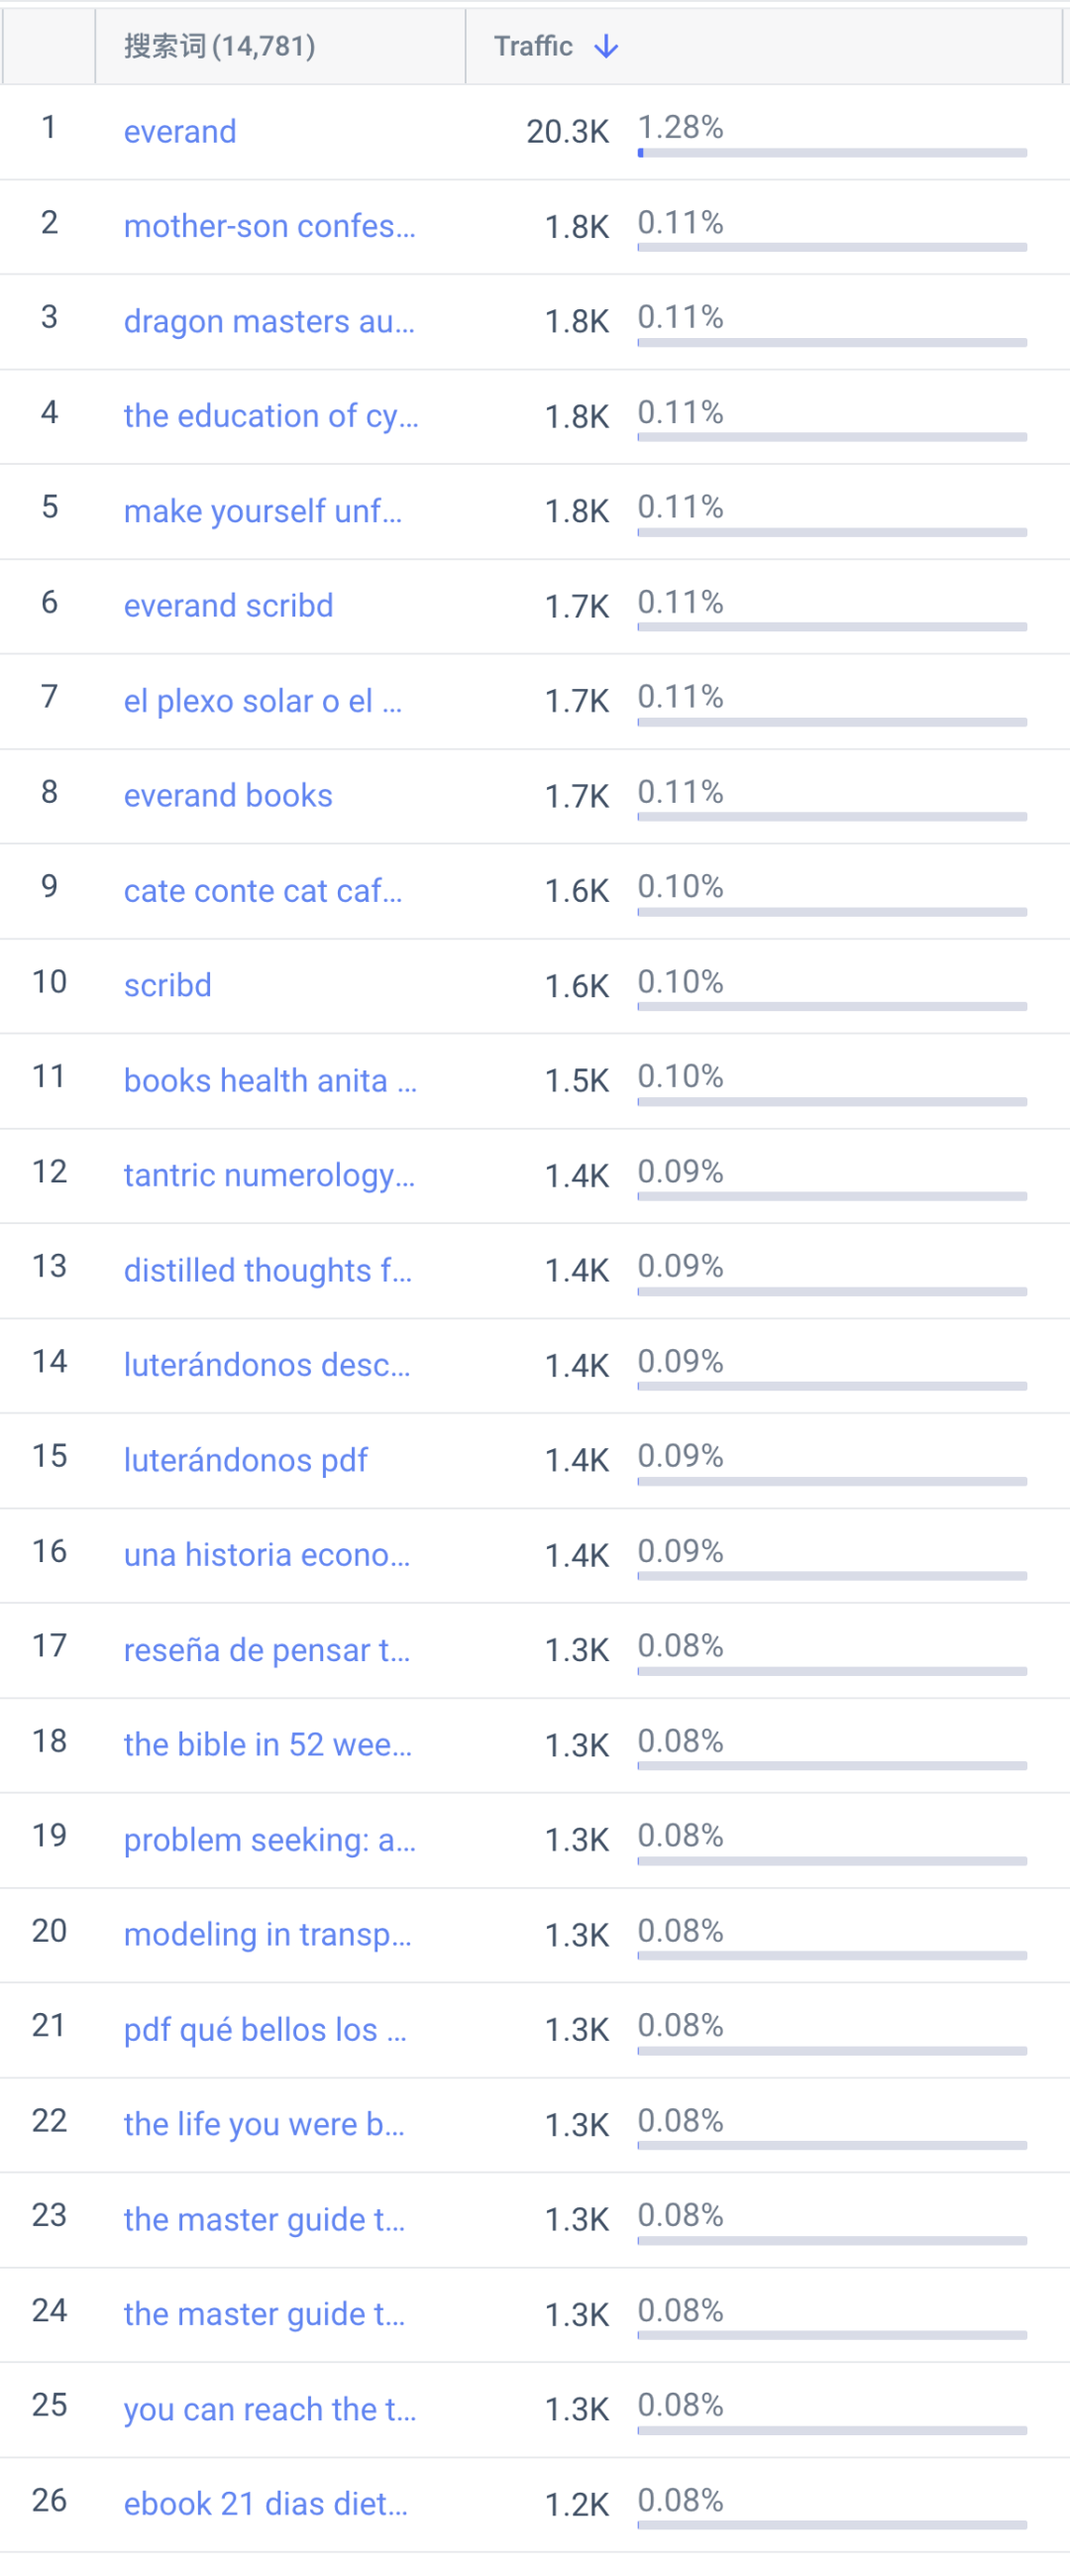 搜索词(14,781) Traffic ↓
1 everand 20.3K 1.28%
2 mother-son confes... 1.8K 0.11%
3 dragon masters au... 1.8K 0.11%
4 the education of cy... 1.8K 0.11%
5 make yourself unf... 1.8K 0.11%
6 everand scribd 1.7K 0.11%
7 el plexo solar o el ... 1.7K 0.11%
8 everand books 1.7K 0.11%
9 cate conte cat caf... 1.6K 0.10%
10 scribd 1.6K 0.10%
11 books health anita ... 1.5K 0.10%
12 tantric numerology... 1.4K 0.09%
13 distilled thoughts f... 1.4K 0.09%
14 luterándonos desc... 1.4K 0.09%
15 luterándonos pdf 1.4K 0.09%
16 una historia econo... 1.4K 0.09%
17 reseña de pensar t... 1.3K 0.08%
18 the bible in 52 wee... 1.3K 0.08%
19 problem seeking: a... 1.3K 0.08%
20 modeling in transp... 1.3K 0.08%
21 pdf qué bellos los ... 1.3K 0.08%
22 the life you were b... 1.3K 0.08%
23 the master guide t... 1.3K 0.08%
24 the master guide t... 1.3K 0.08%
25 you can reach the t... 1.3K 0.08%
26 ebook 21 dias diet... 1.2K 0.08%